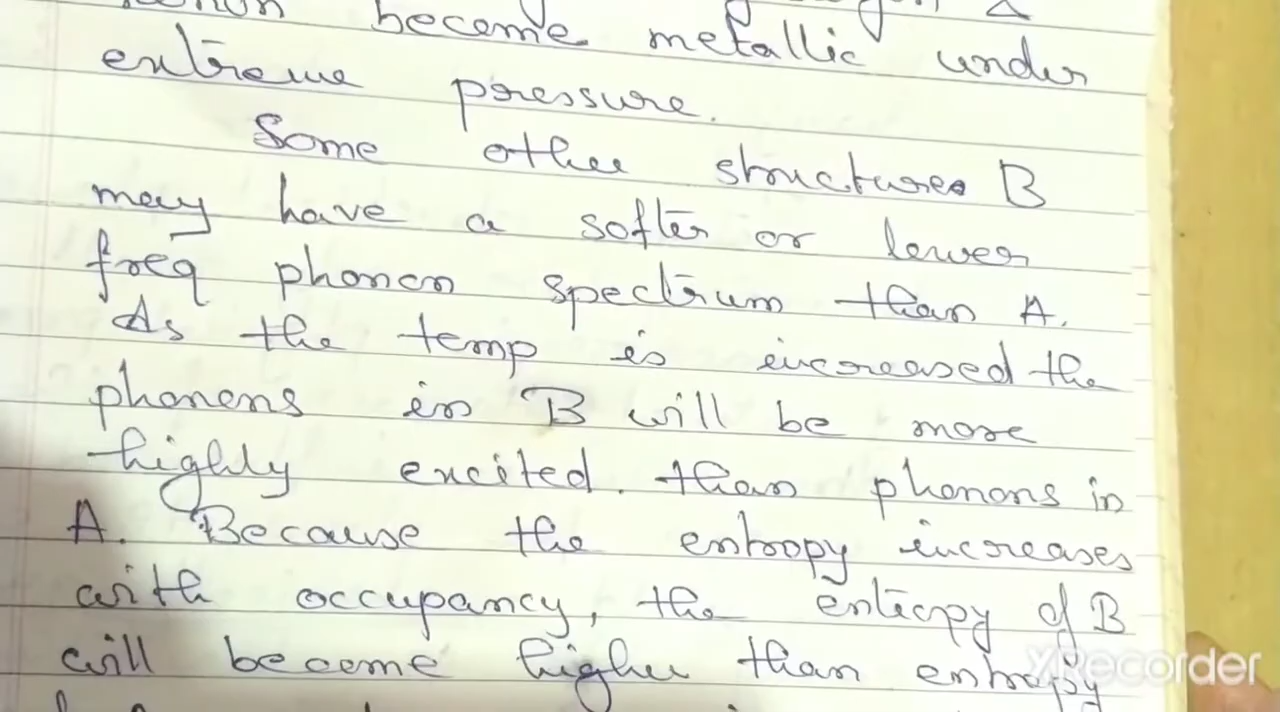 become metallic under
extreme pressure.
Some other structures B
may have a softer or lower
freq phonon spectrum than A.
As the temp is increased the
phonons in B will be more
highly excited. than phonons in
A. Because the entropy increases
with occupancy, the entropy of B
will become higher than entropy
XRecorder